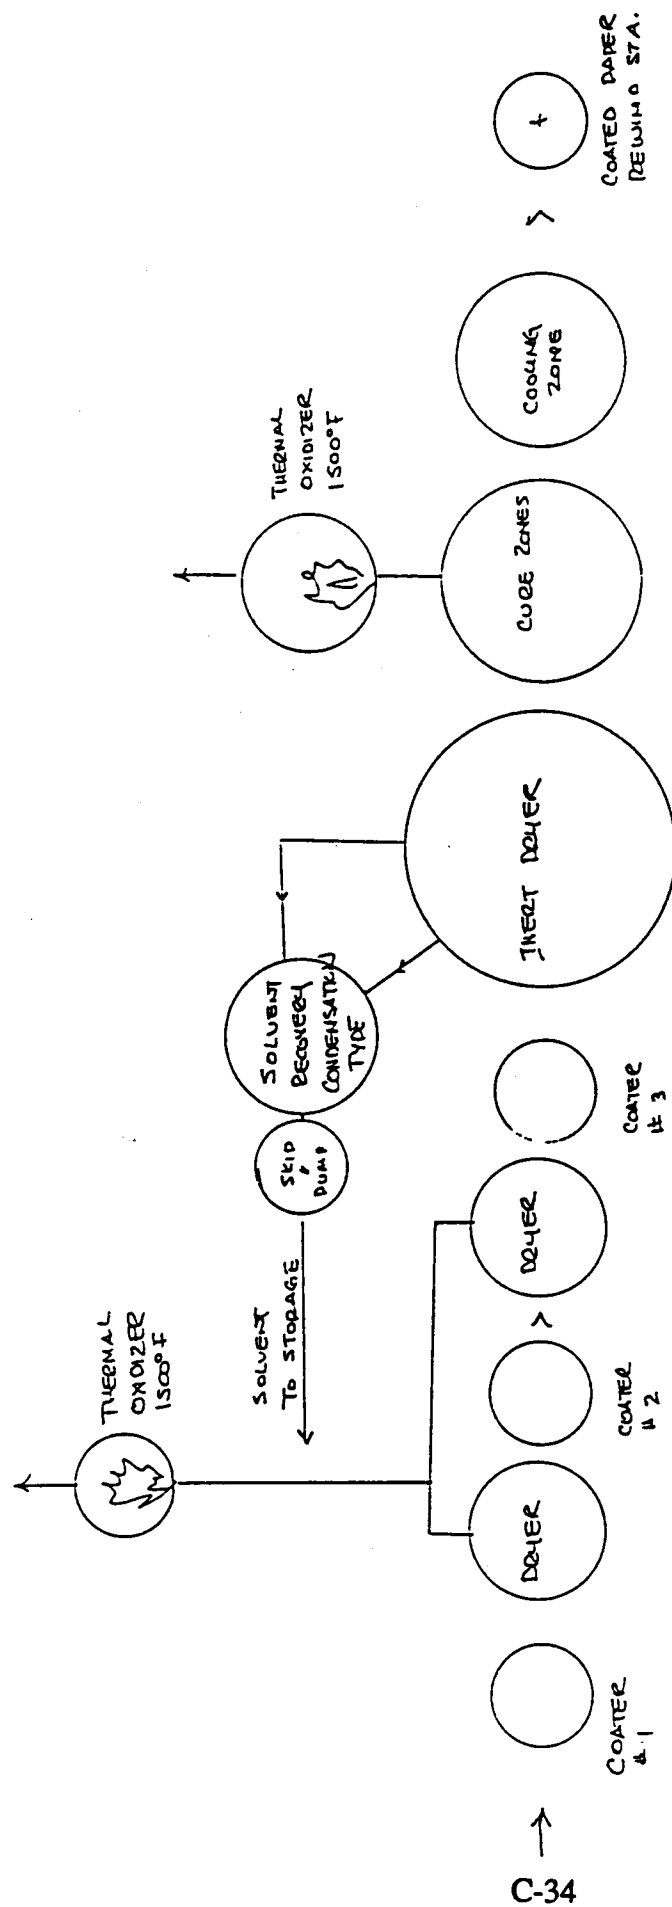 THERMAL
OXIDIZER
1500°F
SOLVENT
TO STORAGE
SKID
DUMP
SOLVENT
RECOVERY
CONDENSATION
TYPE
THERMAL
OXIDIZER
1500°F
COATER
#1
DRYER
COATER
#2
>
DRYER
COATER
#3
INERT DRYER
CURE ZONES
COOLING
ZONE
>
+
COATED PAPER
REWIND STA.
C-34